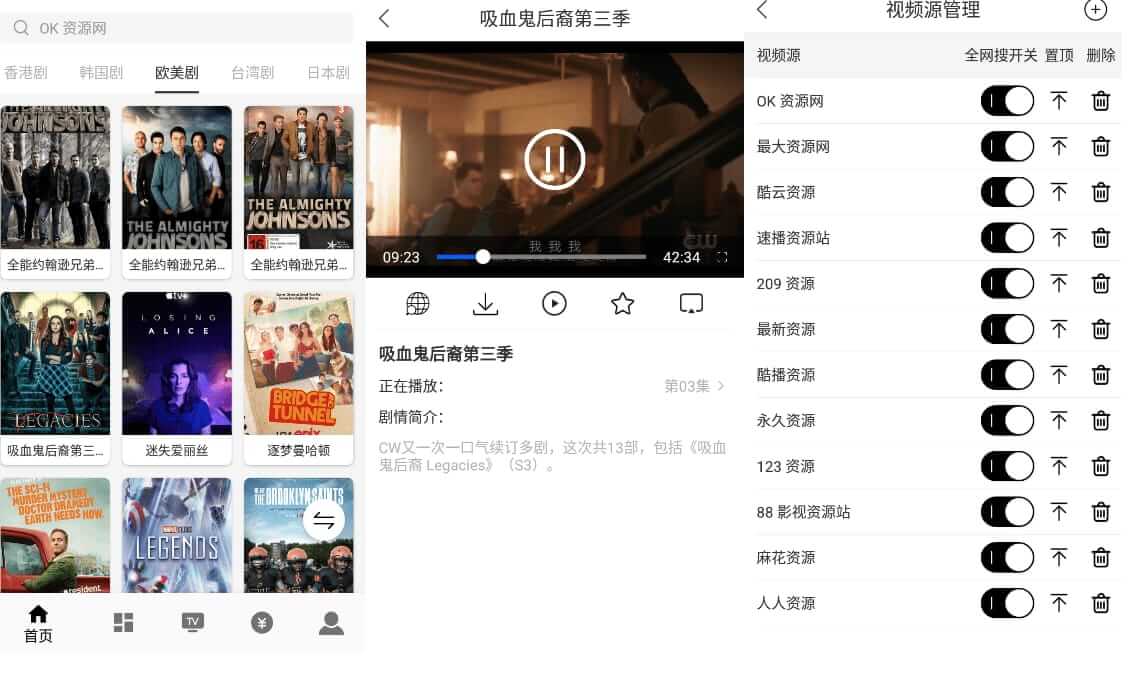 OK 资源网
香港剧 韩国剧 欧美剧 台湾剧 日本剧
JOHNSONS
THE ALMIGHTY
JOHNSONS
THE ALMIGHTY
JOHNSONS
16
全能约翰逊兄弟... 全能约翰逊兄弟... 全能约翰逊兄弟...
LEGACIES
tv+
LOSING
ALICE
BRIDGE
AND
TUNNEL
epix
吸血鬼后裔第三... 迷失爱丽丝 逐梦曼哈顿
THE SCI-FI
MURDER MYSTERY
DOCTOR DRAMEDY
EARTH NEEDS NOW.
resident
MARVEL STUDIOS
LEGENDS
THE BROOKLYN SAINTS
TV
¥
首页
吸血鬼后裔第三季
我 我 我
CW
09:23 42:34
吸血鬼后裔第三季
正在播放： 第03集
剧情简介：
CW又一次一口气续订多剧，这次共13部，包括《吸血
鬼后裔 Legacies》（S3）。
视频源管理
视频源 全网搜开关 置顶 删除
OK 资源网
最大资源网
酷云资源
速播资源站
209 资源
最新资源
酷播资源
永久资源
123 资源
88 影视资源站
麻花资源
人人资源